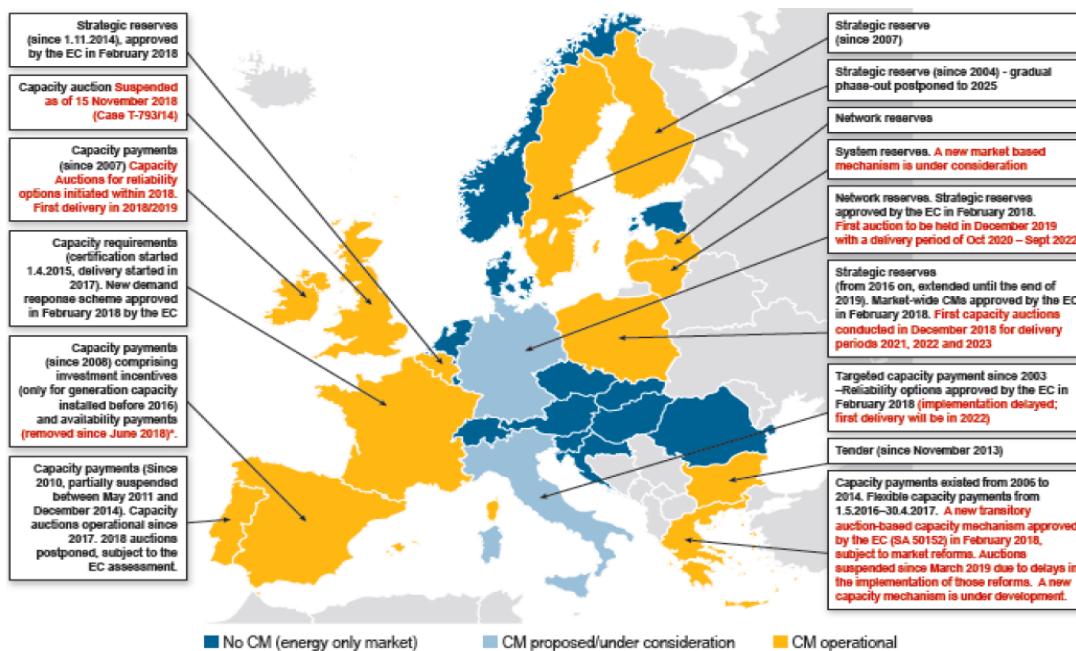 Strategic reserves
(since 1.11.2014), approved
by the EC in February 2018
Capacity auction Suspended
as of 15 November 2018
(Case T-793/14)
Capacity payments
(since 2007) Capacity
Auctions for reliability
options initiated within 2018.
First delivery in 2018/2019
Capacity requirements
(certification started
1.4.2015, delivery started in
2017). New demand
response scheme approved
in February 2018 by the EC
Capacity payments
(since 2008) comprising
investment incentives
(only for generation capacity
installed before 2016)
and availability payments
(removed since June 2018)*.
Capacity payments (Since
2010, partially suspended
between May 2011 and
December 2014). Capacity
auctions operational since
2017. 2018 auctions
postponed, subject to the
EC assessment.
Strategic reserve
(since 2007)
Strategic reserve (since 2004) - gradual
phase-out postponed to 2025
Network reserves
System reserves. A new market based
mechanism is under consideration
Network reserves. Strategic reserves
approved by the EC in February 2018.
First auction to be held in December 2019
with a delivery period of Oct 2020 – Sept 2022
Strategic reserves
(from 2016 on, extended until the end of
2019). Market-wide CMs approved by the EC
in February 2018. First capacity auctions
conducted in December 2018 for delivery
periods 2021, 2022 and 2023
Targeted capacity payment since 2003
–Reliability options approved by the EC in
February 2018 (implementation delayed;
first delivery will be in 2022)
Tender (since November 2013)
Capacity payments existed from 2006 to
2014. Flexible capacity payments from
1.5.2016–30.4.2017. A new transitory
auction-based capacity mechanism approved
by the EC (SA 50152) in February 2018,
subject to market reforms. Auctions
suspended since March 2019 due to delays in
the implementation of those reforms. A new
capacity mechanism is under development.
No CM (energy only market)
CM proposed/under consideration
CM operational